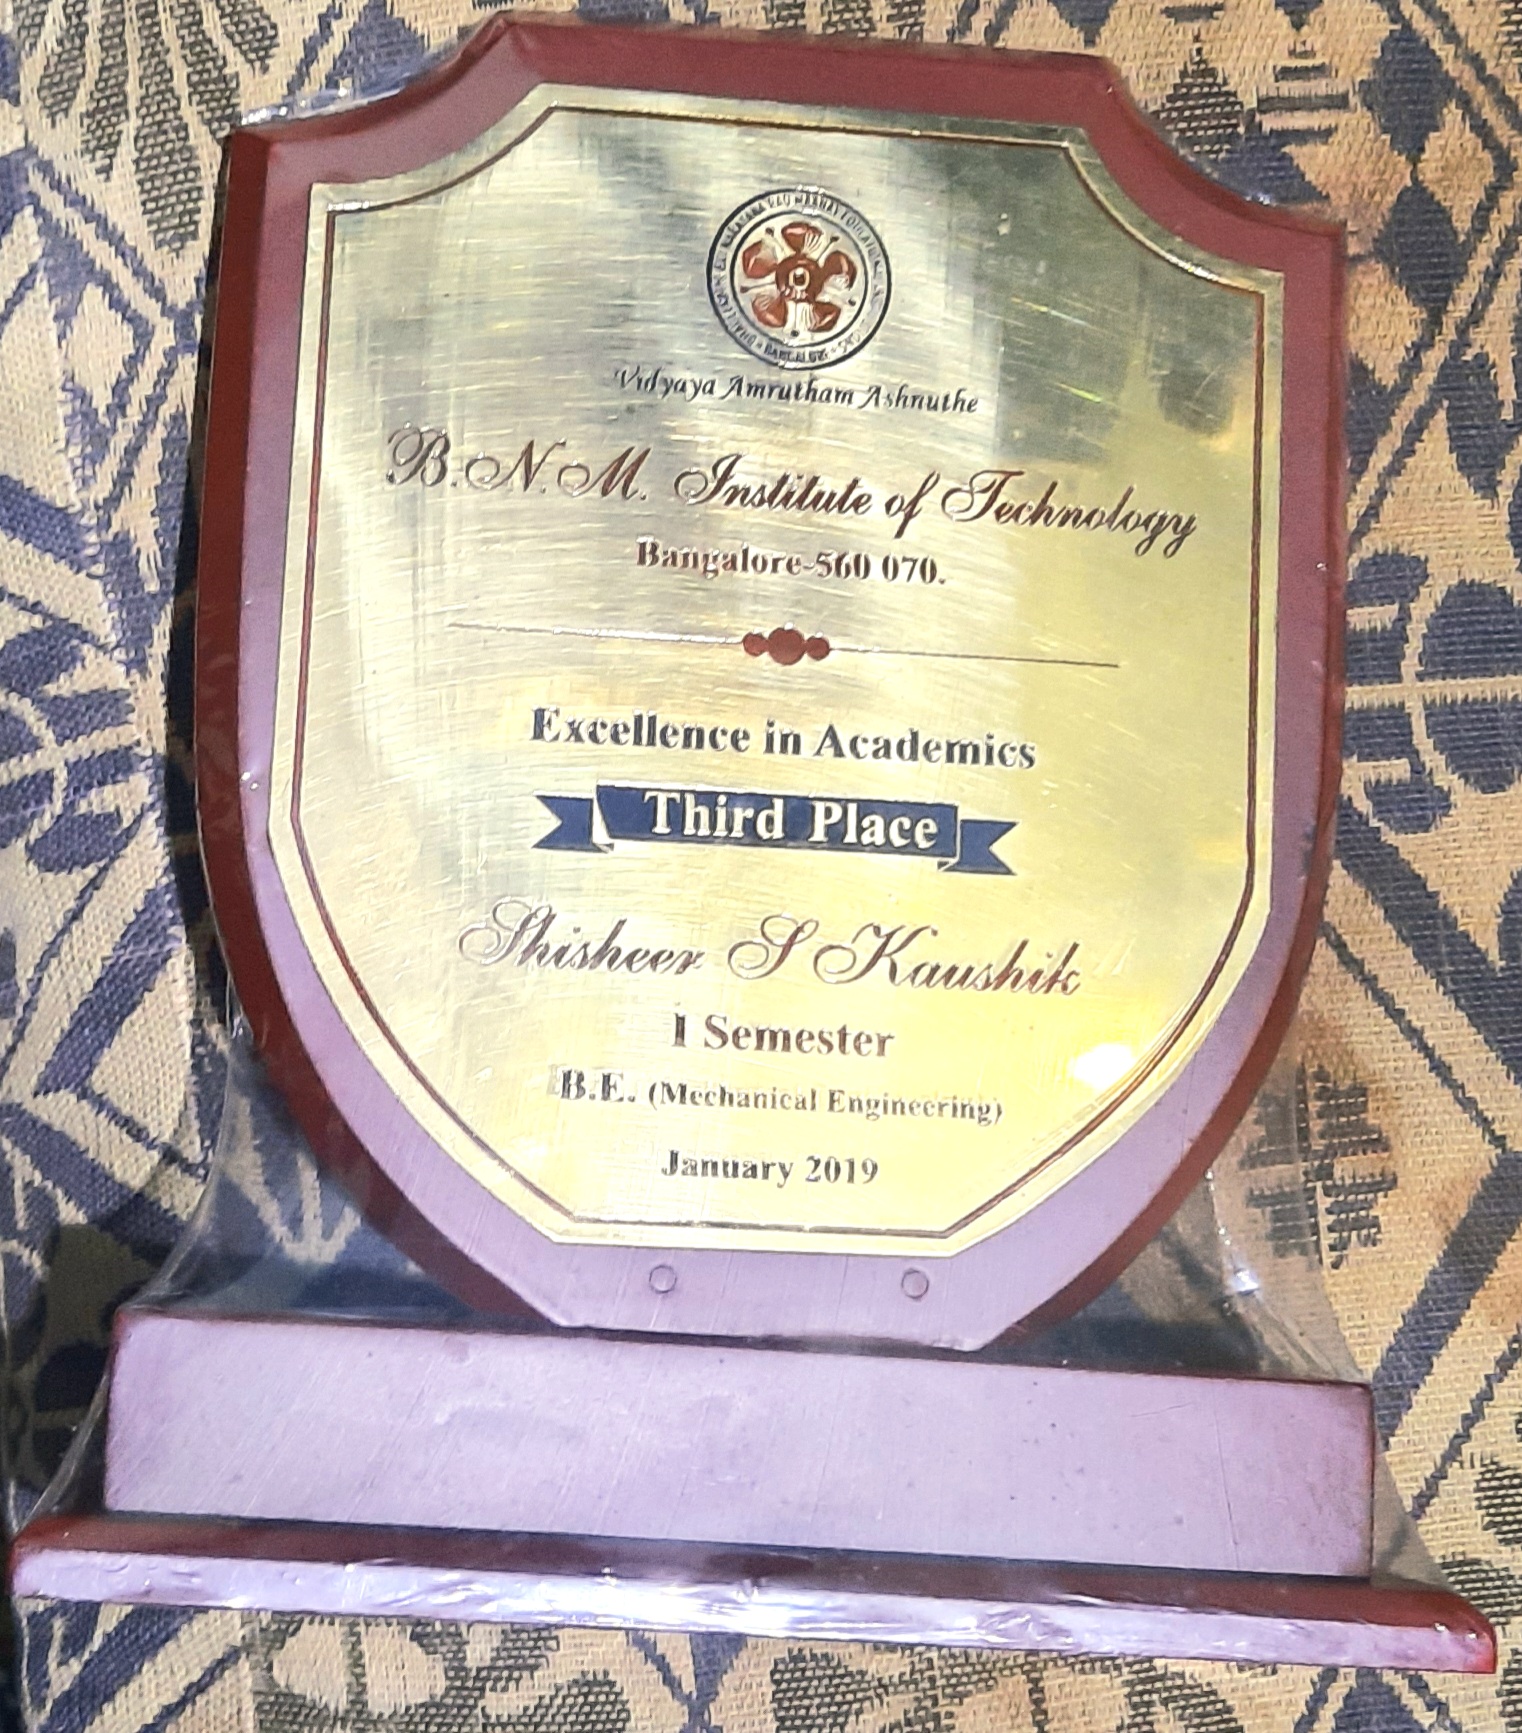 BANGALORE
Vidyaya Amrutham Ashnuthe
B.N.M. Institute of Technology
Bangalore-560 070.
Excellence in Academics
Third Place
Shisheer S Kaushik
I Semester
B.E. (Mechanical Engineering)
January 2019